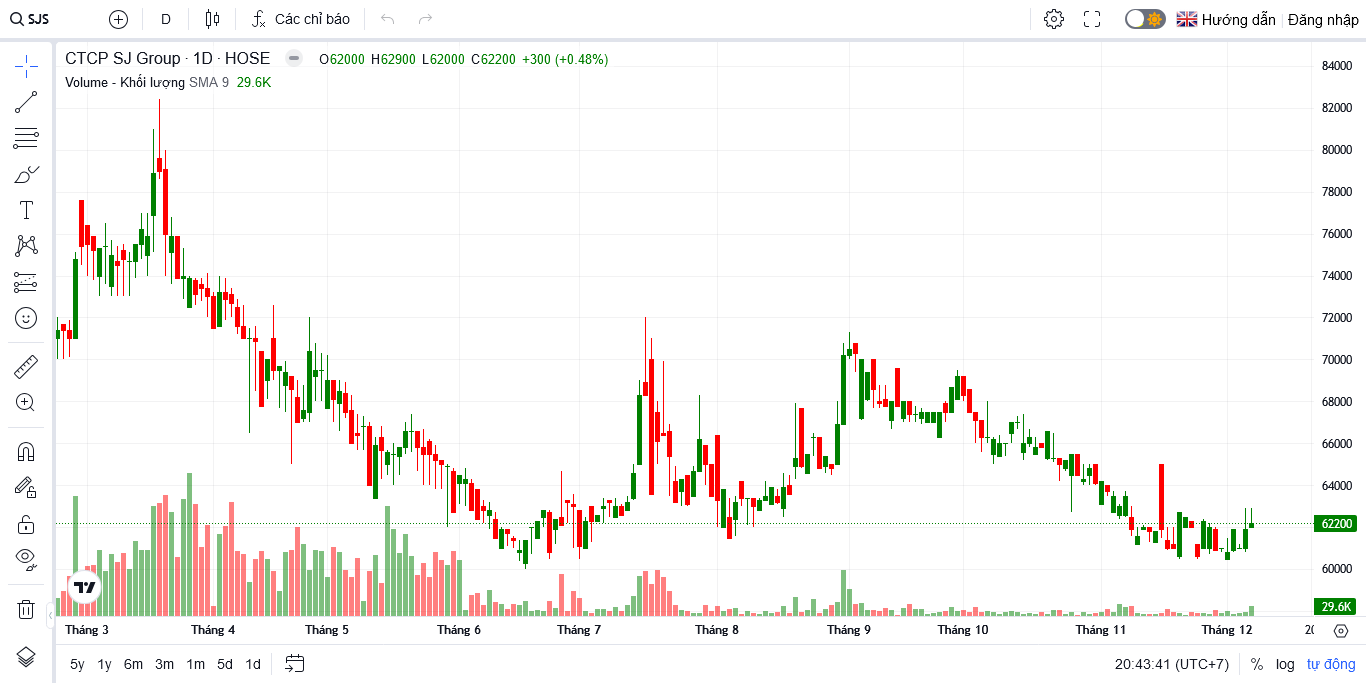 SJS D Các chỉ báo Hướng dẫn Đăng nhập
CTCP SJ Group · 1D · HOSE O62000 H62900 L62000 C62200 +300 (+0.48%)
Volume - Khối lượng SMA 9 29.6K
84000
82000
80000
78000
76000
74000
72000
70000
68000
66000
64000
62200
60000
29.6K
Tháng 3 Tháng 4 Tháng 5 Tháng 6 Tháng 7 Tháng 8 Tháng 9 Tháng 10 Tháng 11 Tháng 12
5y 1y 6m 3m 1m 5d 1d 20:43:41 (UTC+7) % log tự động